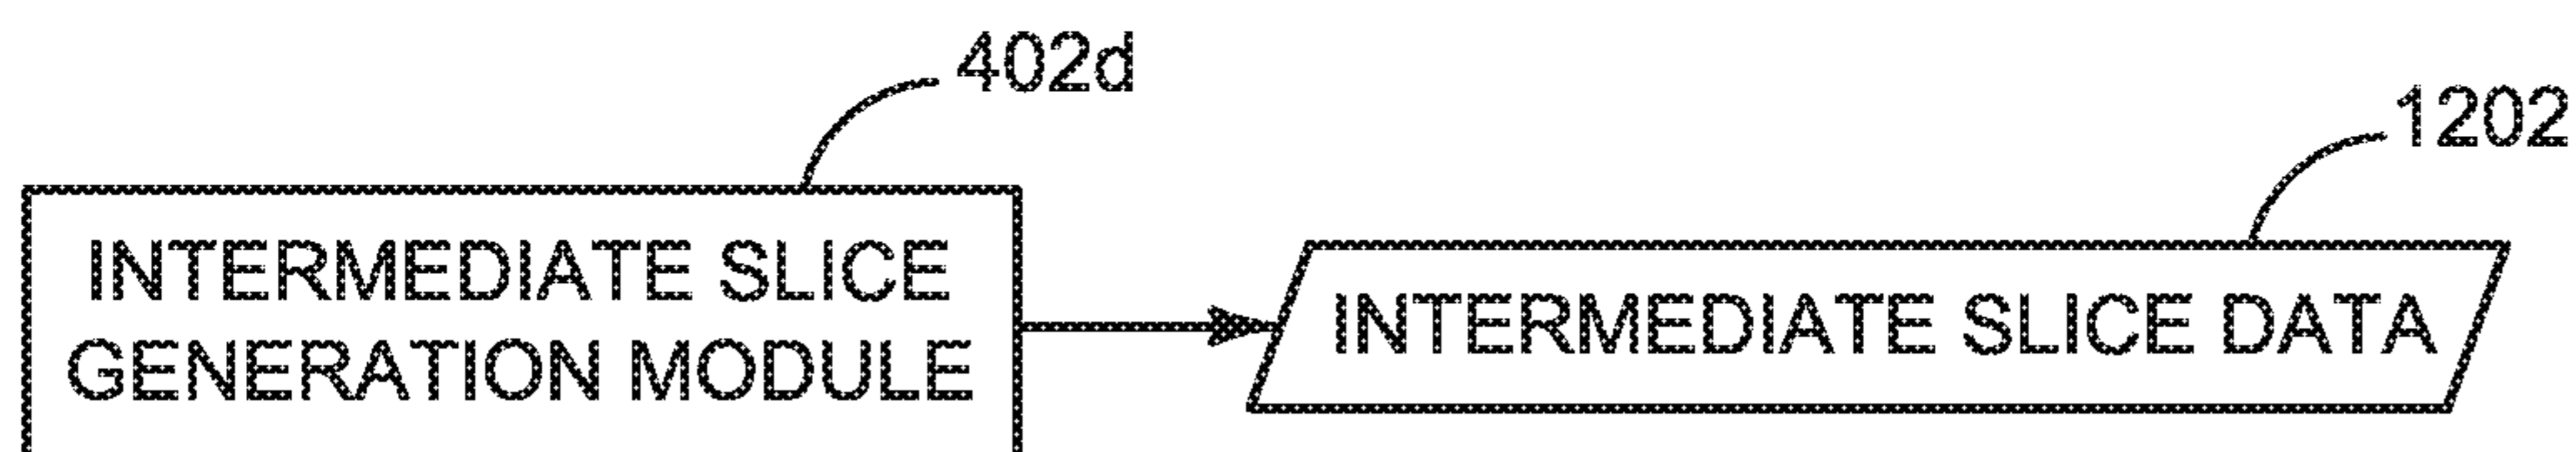 402d
1202
INTERMEDIATE SLICE
GENERATION MODULE
INTERMEDIATE SLICE DATA